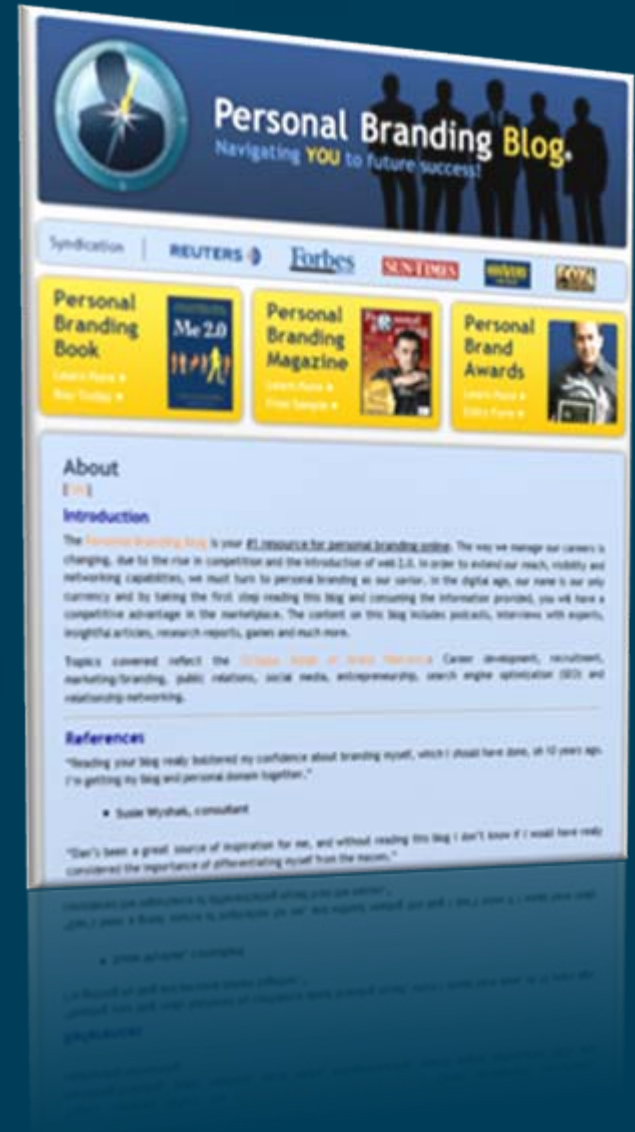 Personal Branding Blog.
Navigating YOU to future success!
Syndication | REUTERS Forbes SUN-TIMES
Personal
Branding
Book
Learn More
Buy Today
Me 2.0
Personal
Branding
Magazine
Learn More
Free Sample
Personal
Brand
Awards
Learn More
About
Introduction
The Personal Branding Blog is your #1 resource for personal branding online. The way we manage our careers is
changing, due to the rise in competition and the introduction of web 2.0. In order to extend our reach, visibility and
networking capabilities, we must turn to personal branding as our savior. In the digital age, our name is our only
currency and by taking the first step reading this blog and consuming the information provided, you will have a
competitive advantage in the marketplace. The content on this blog includes podcasts, interviews with experts,
insightful articles, research reports, games and much more.
Topics covered reflect the Career development, recruitment,
marketing/branding, public relations, social media, entrepreneurship, search engine optimization (SEO) and
relationship networking.
References
"Reading your blog really bolstered my confidence about branding myself, which I should have done, oh 10 years ago.
I'm getting my blog and personal domain together."
• Susie Wyshak, consultant
"Dan's been a great source of inspiration for me, and without reading this blog I don't know if I would have really
considered the importance of differentiating myself from the masses."